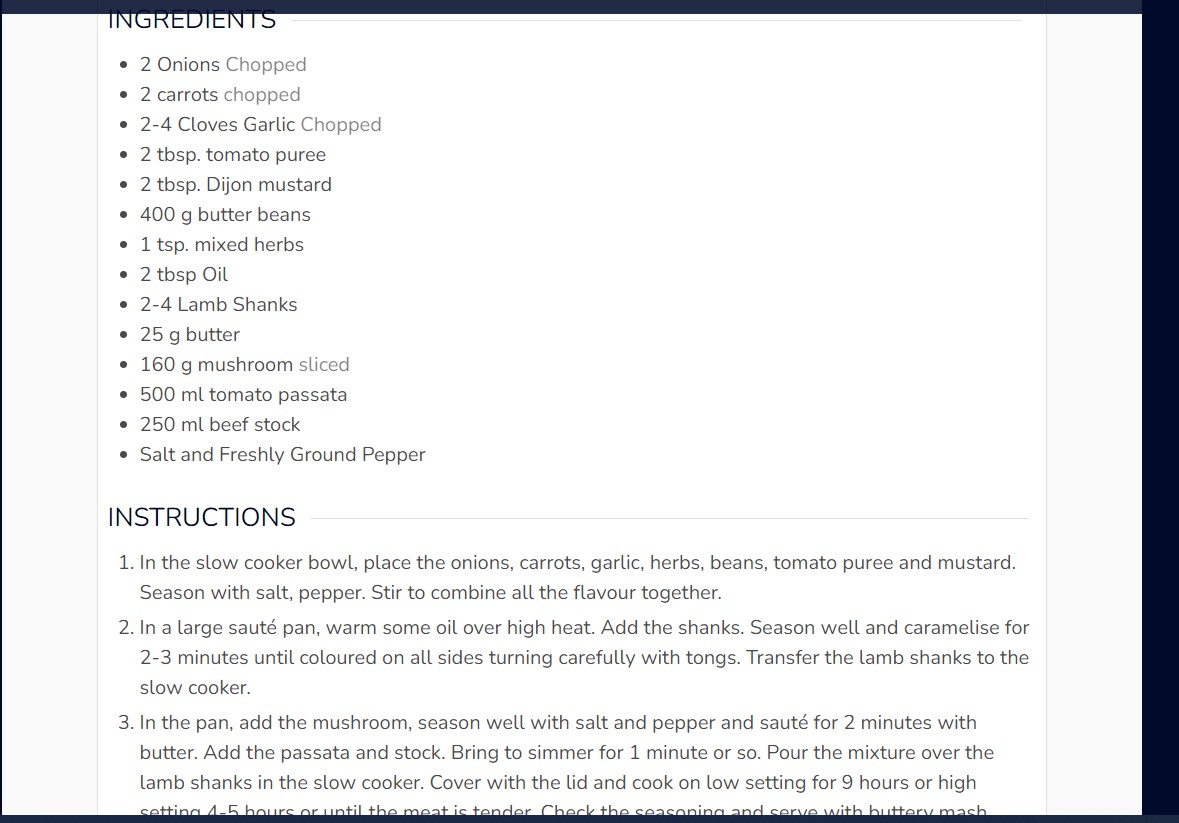 INGREDIENTS
2 Onions Chopped
2 carrots chopped
2-4 Cloves Garlic Chopped
2 tbsp. tomato puree
2 tbsp. Dijon mustard
400 g butter beans
1 tsp. mixed herbs
2 tbsp Oil
2-4 Lamb Shanks
25 g butter
160 g mushroom sliced
500 ml tomato passata
250 ml beef stock
Salt and Freshly Ground Pepper
INSTRUCTIONS
1. In the slow cooker bowl, place the onions, carrots, garlic, herbs, beans, tomato puree and mustard.
Season with salt, pepper. Stir to combine all the flavour together.
2. In a large sauté pan, warm some oil over high heat. Add the shanks. Season well and caramelise for
2-3 minutes until coloured on all sides turning carefully with tongs. Transfer the lamb shanks to the
slow cooker.
3. In the pan, add the mushroom, season well with salt and pepper and sauté for 2 minutes with
butter. Add the passata and stock. Bring to simmer for 1 minute or so. Pour the mixture over the
lamb shanks in the slow cooker. Cover with the lid and cook on low setting for 9 hours or high
setting 4-5 hours or until the meat is tender. Check the seasoning and serve with buttery mash